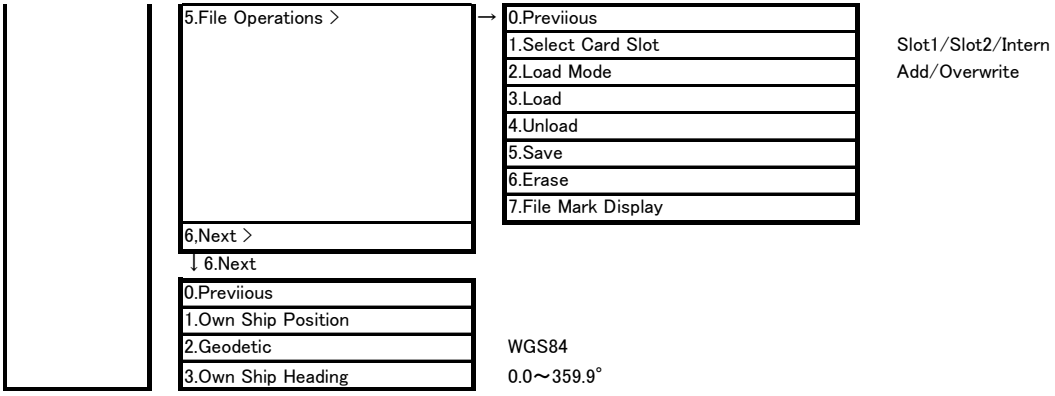 5.File Operations > → 0.Previious
1.Select Card Slot Slot1/Slot2/Intern
2.Load Mode Add/Overwrite
3.Load
4.Unload
5.Save
6.Erase
7.File Mark Display
6,Next >
↓ 6.Next
0.Previious
1.Own Ship Position
2.Geodetic WGS84
3.Own Ship Heading 0.0～359.9°